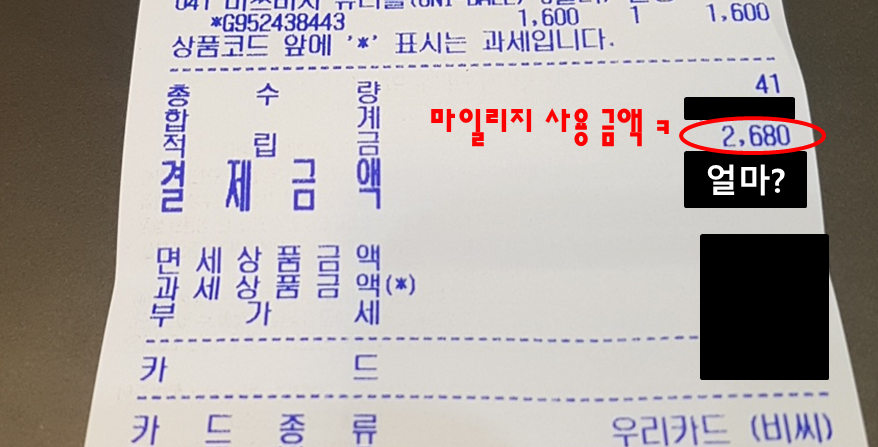 *G952438443 1,600 1 1,600
상품코드 앞에 '*' 표시는 과세입니다.
총 수 량 41
합 계
마일리지 사용 금액 ㅋ
적 립 금 2,680
결 제 금 액 얼마?
면 세 상 품 금 액
과 세 상 품 금 액(*)
부 가 세
카 드
카 드 종 류 우리카드 (비씨)